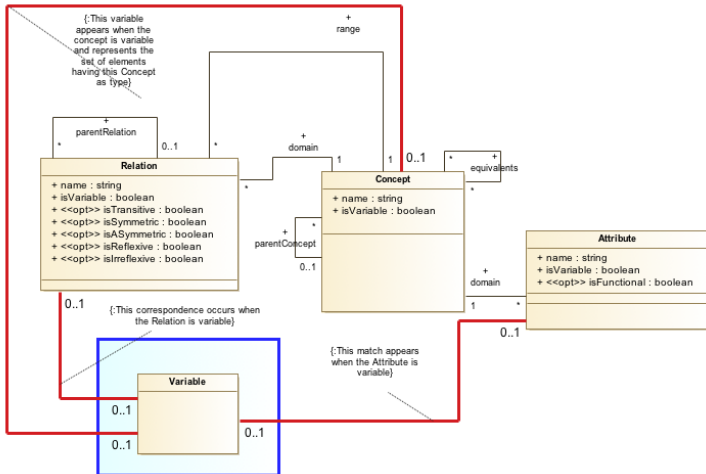 {:This variable
appears when the
concept is variable
and represents the
set of elements
having this Concept
as type}
+
range
+
parentRelation
*
0..1
*
+
domain
*
1
1
0..1
*
+
equivalents
*
Relation
+ name : string
+ isVariable : boolean
+ <<opt>> isTransitive : boolean
+ <<opt>> isSymmetric : boolean
+ <<opt>> isASymmetric : boolean
+ <<opt>> isReflexive : boolean
+ <<opt>> isIrreflexive : boolean
Concept
+ name : string
+ isVariable : boolean
*
+
parentConcept
0..1
Attribute
+ name : string
+ isVariable : boolean
+ <<opt>> isFunctional : boolean
+
domain
1
*
0..1
0..1
{:This correspondence occurs when
the Relation is variable}
{:This match appears
when the Attribute is
variable}
Variable
0..1
0..1
0..1